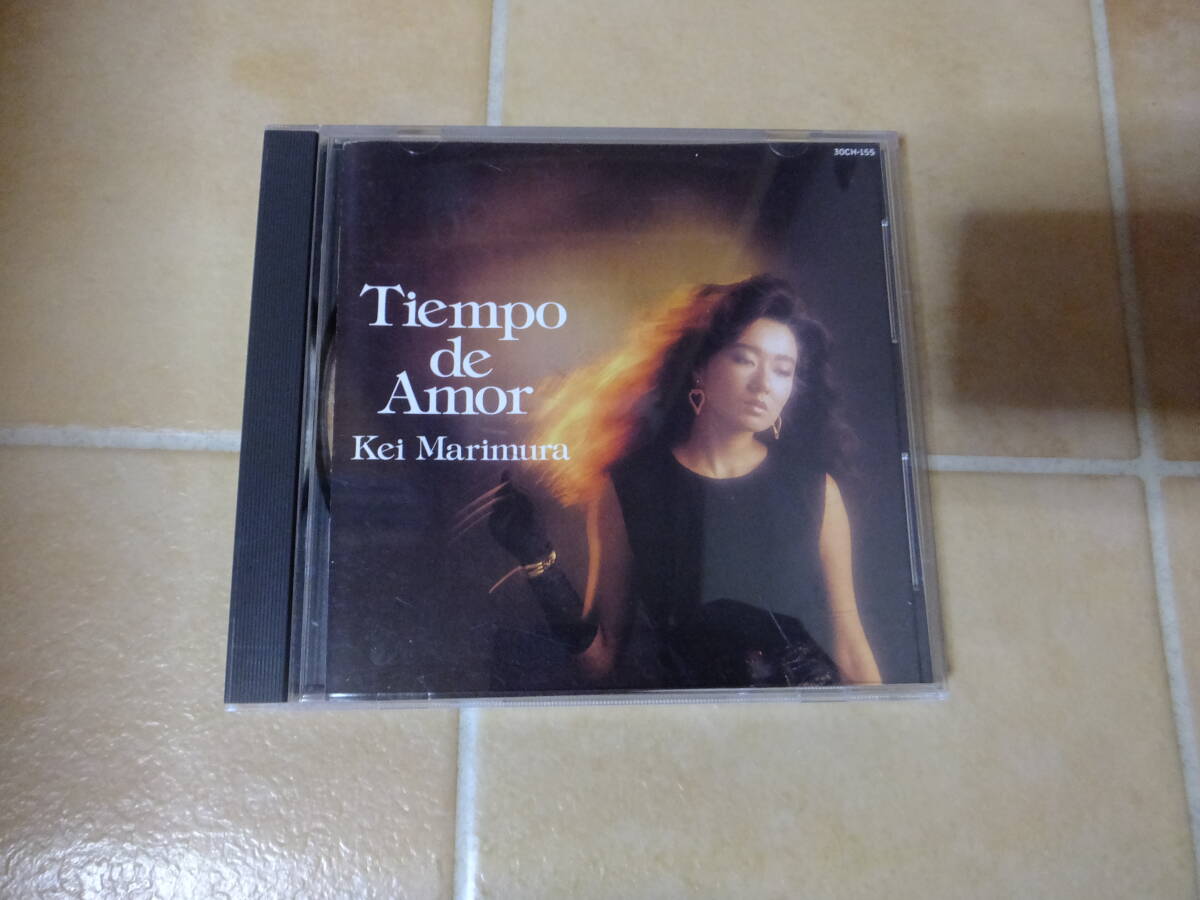 30CH-155
Tiempo
de
Amor
Kei Marimura